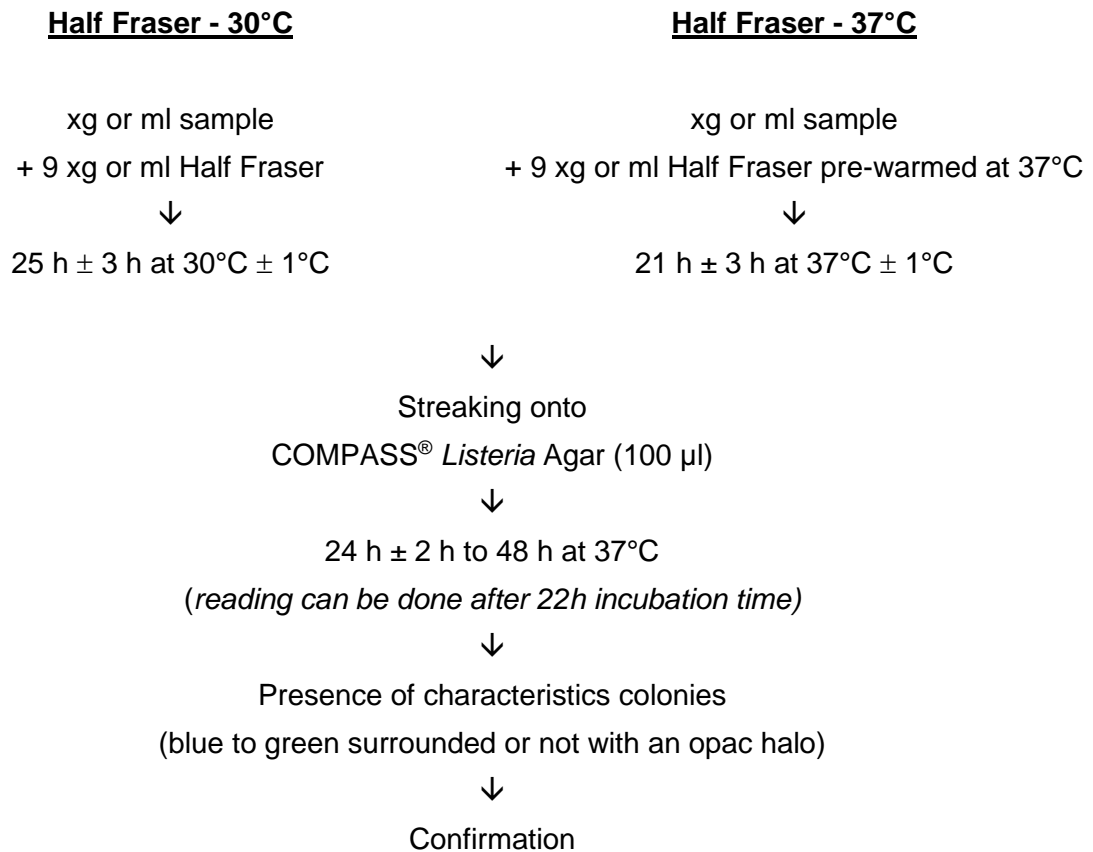 Half Fraser - 30°C
Half Fraser - 37°C
xg or ml sample
xg or ml sample
+ 9 xg or ml Half Fraser
+ 9 xg or ml Half Fraser pre-warmed at 37°C
↓
↓
25 h ± 3 h at 30°C ± 1°C
21 h ± 3 h at 37°C ± 1°C
↓
Streaking onto
COMPASS® Listeria Agar (100 µl)
↓
24 h ± 2 h to 48 h at 37°C
(reading can be done after 22h incubation time)
↓
Presence of characteristics colonies
(blue to green surrounded or not with an opac halo)
↓
Confirmation